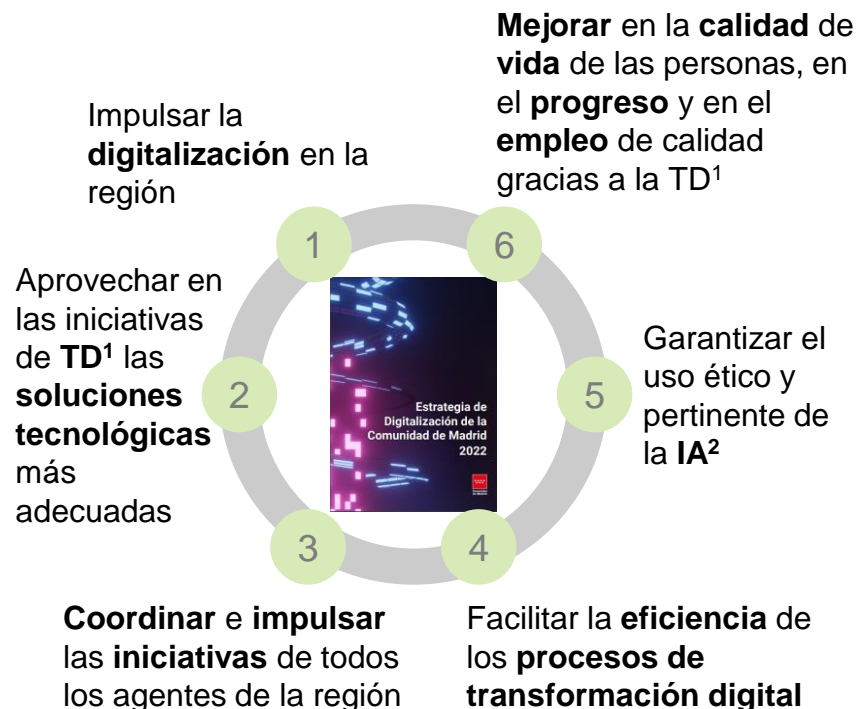 Impulsar la
digitalización en la
región
1
Aprovechar en
las iniciativas
de TD¹ las
soluciones
tecnológicas
más
adecuadas
2
Coordinar e impulsar
las iniciativas de todos
los agentes de la región
3
Facilitar la eficiencia de
los procesos de
transformación digital
4
Garantizar el
uso ético y
pertinente de
la IA²
5
Mejorar en la calidad de
vida de las personas, en
el progreso y en el
empleo de calidad
gracias a la TD¹
6
Estrategia de
Digitalización de la
Comunidad de Madrid
2022